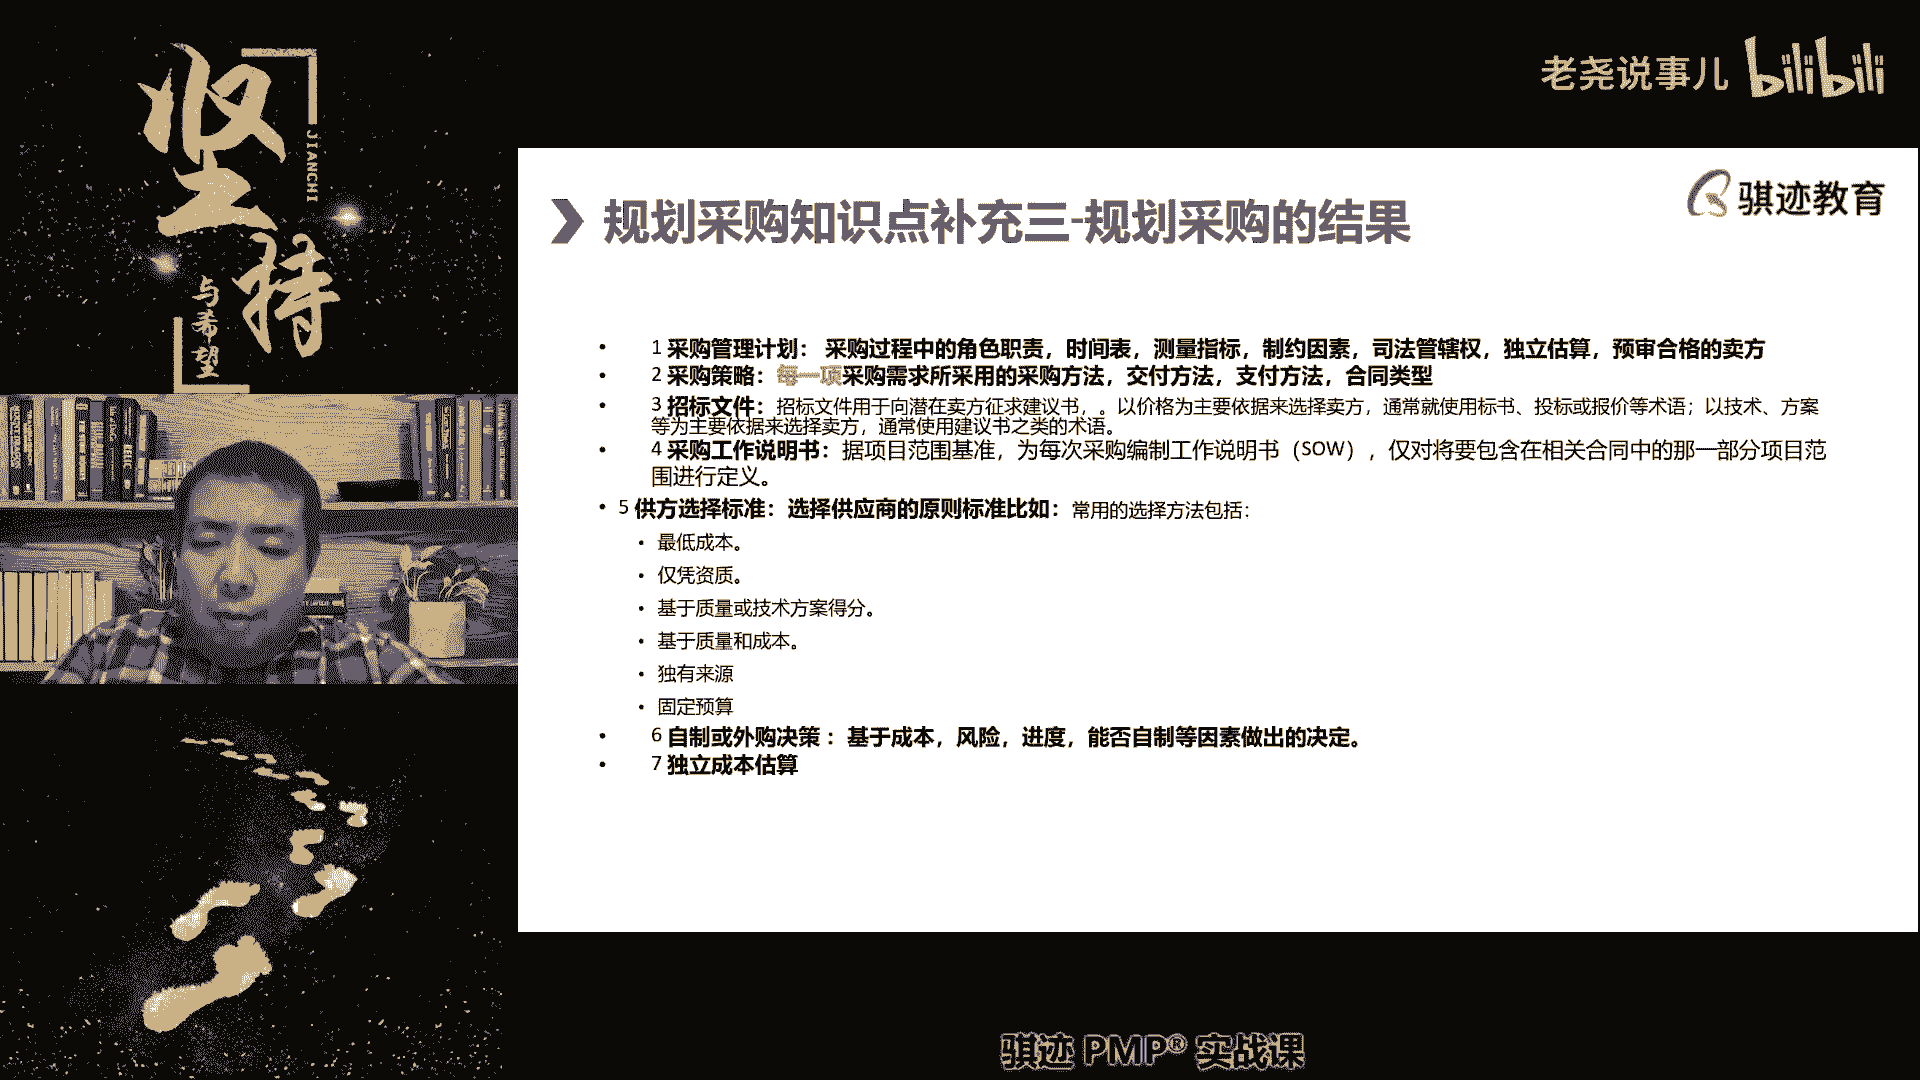 坚持
JIANCHI
与希望
老尧说事儿 bilibili
骐迹教育
规划采购知识点补充三-规划采购的结果
• 1 采购管理计划： 采购过程中的角色职责，时间表，测量指标，制约因素，司法管辖权，独立估算，预审合格的卖方
• 2 采购策略：每一项采购需求所采用的采购方法，交付方法，支付方法，合同类型
• 3 招标文件：招标文件用于向潜在卖方征求建议书，。以价格为主要依据来选择卖方，通常就使用标书、投标或报价等术语；以技术、方案
等为主要依据来选择卖方，通常使用建议书之类的术语。
• 4 采购工作说明书：据项目范围基准，为每次采购编制工作说明书（SOW），仅对将要包含在相关合同中的那一部分项目范
围进行定义。
• 5 供方选择标准：选择供应商的原则标准比如：常用的选择方法包括：
• 最低成本。
• 仅凭资质。
• 基于质量或技术方案得分。
• 基于质量和成本。
• 独有来源
• 固定预算
• 6 自制或外购决策 ：基于成本，风险，进度，能否自制等因素做出的决定。
• 7 独立成本估算
骐迹 PMP® 实战课